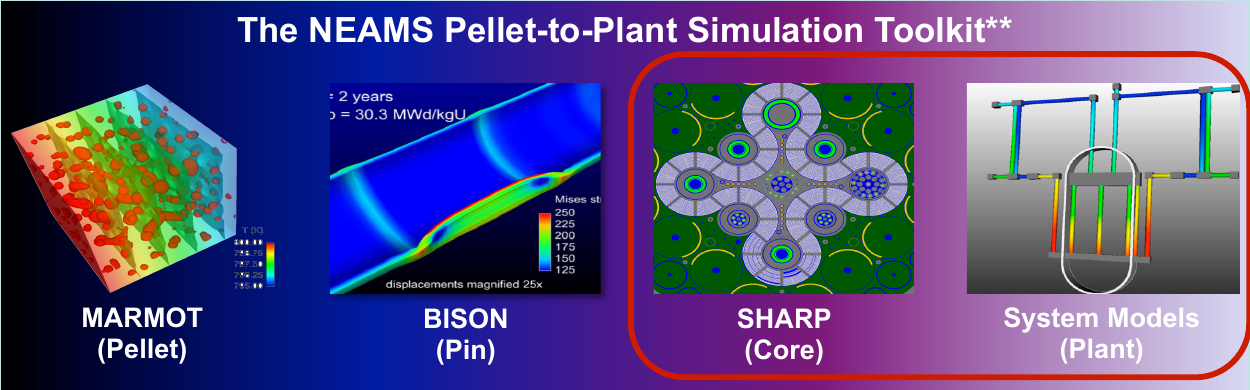 The NEAMS Pellet-to-Plant Simulation Toolkit**
= 2 years
= 30.3 MWd/kgU
Mises
250
225
200
175
150
125
displacements magnified 25x
T (K)
MARMOT
(Pellet)
BISON
(Pin)
SHARP
(Core)
System Models
(Plant)